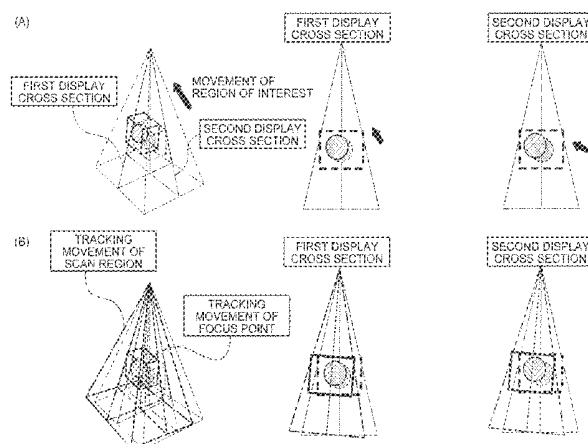 (A)
FIRST DISPLAY
CROSS SECTION
MOVEMENT OF
REGION OF INTEREST
SECOND DISPLAY
CROSS SECTION
FIRST DISPLAY
CROSS SECTION
SECOND DISPLAY
CROSS SECTION
(B)
TRACKING
MOVEMENT OF
SCAN REGION
TRACKING
MOVEMENT OF
FOCUS POINT
FIRST DISPLAY
CROSS SECTION
SECOND DISPLAY
CROSS SECTION